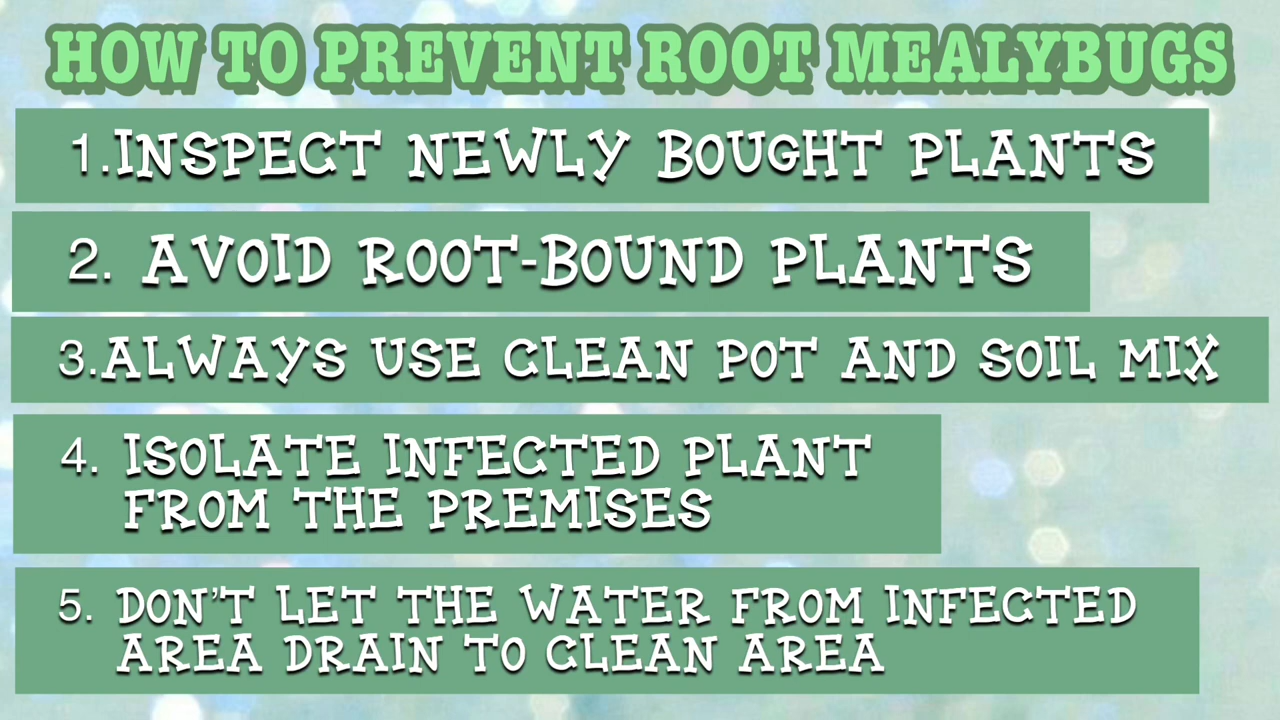 HOW TO PREVENT ROOT MEALYBUGS
1.INSPECT NEWLY BOUGHT PLANTS
2. AVOID ROOT-BOUND PLANTS
3.ALWAYS USE CLEAN POT AND SOIL MIX
4. ISOLATE INFECTED PLANT
FROM THE PREMISES
5. DON'T LET THE WATER FROM INFECTED
AREA DRAIN TO CLEAN AREA